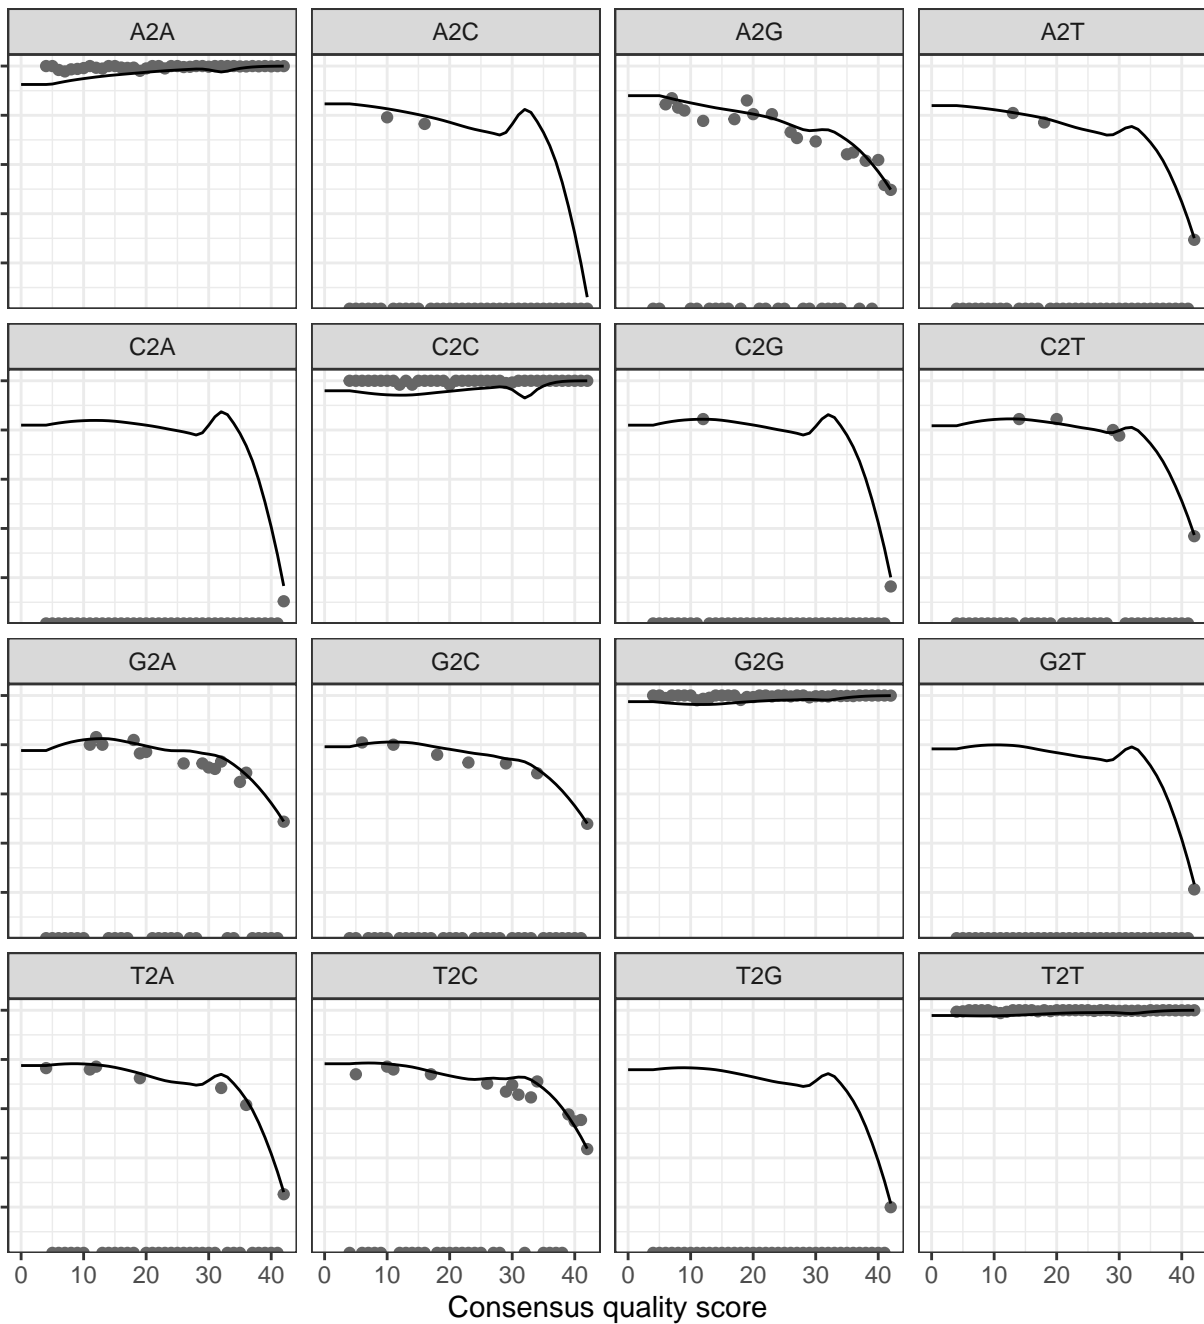 A2A A2C A2G A2T
C2A C2C C2G C2T
G2A G2C G2G G2T
T2A T2C T2G T2T
0 10 20 30 40 0 10 20 30 40 0 10 20 30 40 0 10 20 30 40
Consensus quality score